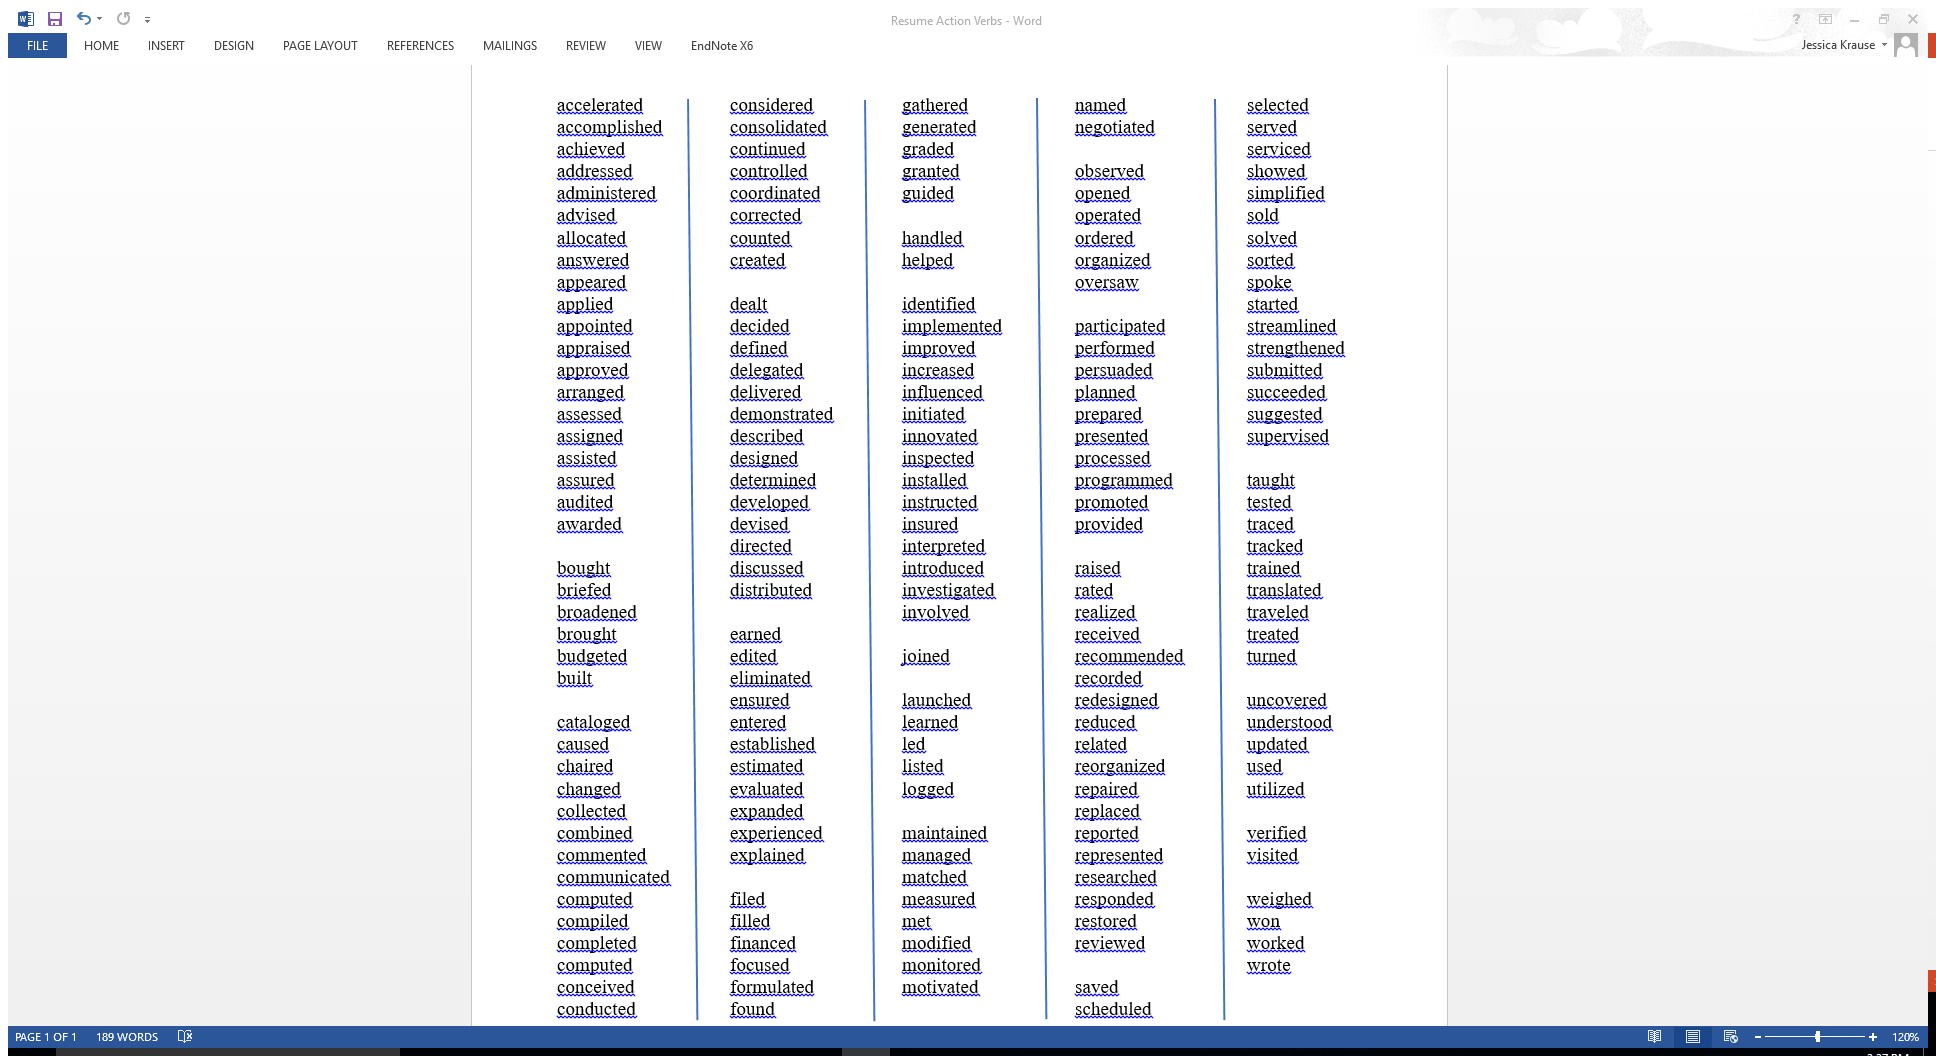 Resume Action Verbs - Word
FILE HOME INSERT DESIGN PAGE LAYOUT REFERENCES MAILINGS REVIEW VIEW EndNote X6
Jessica Krause
accelerated
accomplished
achieved
addressed
administered
advised
allocated
answered
appeared
applied
appointed
appraised
approved
arranged
assessed
assigned
assisted
assured
audited
awarded
bought
briefed
broadened
brought
budgeted
built
cataloged
caused
chaired
changed
collected
combined
commented
communicated
computed
compiled
completed
computed
conceived
conducted
considered
consolidated
continued
controlled
coordinated
corrected
counted
created
dealt
decided
defined
delegated
delivered
demonstrated
described
designed
determined
developed
devised
directed
discussed
distributed
earned
edited
eliminated
ensured
entered
established
estimated
evaluated
expanded
experienced
explained
filed
filled
financed
focused
formulated
found
gathered
generated
graded
granted
guided
handled
helped
identified
implemented
improved
increased
influenced
initiated
innovated
inspected
installed
instructed
insured
interpreted
introduced
investigated
involved
joined
launched
learned
led
listed
logged
maintained
managed
matched
measured
met
modified
monitored
motivated
named
negotiated
observed
opened
operated
ordered
organized
oversaw
participated
performed
persuaded
planned
prepared
presented
processed
programmed
promoted
provided
raised
rated
realized
received
recommended
recorded
redesigned
reduced
related
reorganized
repaired
replaced
reported
represented
researched
responded
restored
reviewed
saved
scheduled
selected
served
serviced
showed
simplified
sold
solved
sorted
spoke
started
streamlined
strengthened
submitted
succeeded
suggested
supervised
taught
tested
traced
tracked
trained
translated
traveled
treated
turned
uncovered
understood
updated
used
utilized
verified
visited
weighed
won
worked
wrote
PAGE 1 OF 1 189 WORDS
120%